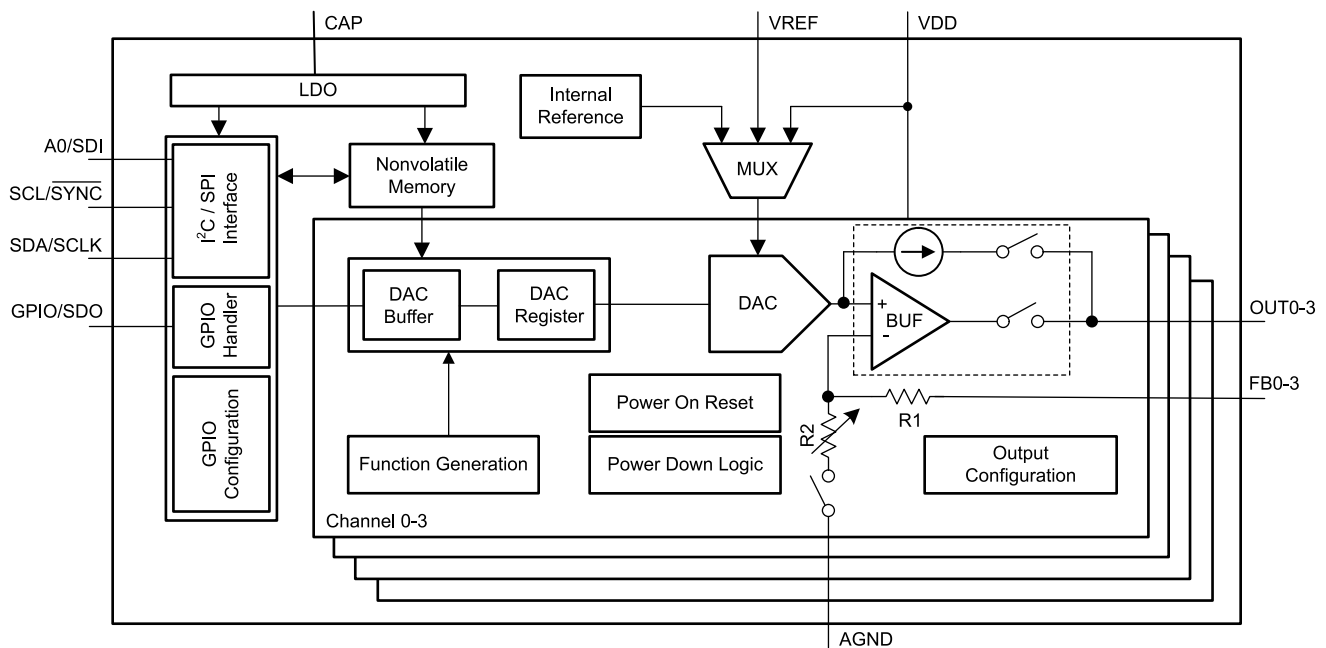 CAP
VREF
VDD
LDO
Internal
Reference
A0/SDI
SCL/SYNC
SDA/SCLK
GPIO/SDO
I²C / SPI
Interface
Nonvolatile
Memory
MUX
GPIO
Handler
GPIO
Configuration
DAC
Buffer
DAC
Register
DAC
+
BUF
-
OUT0-3
FB0-3
R1
R2
Power On Reset
Function Generation
Power Down Logic
Output
Configuration
Channel 0-3
AGND